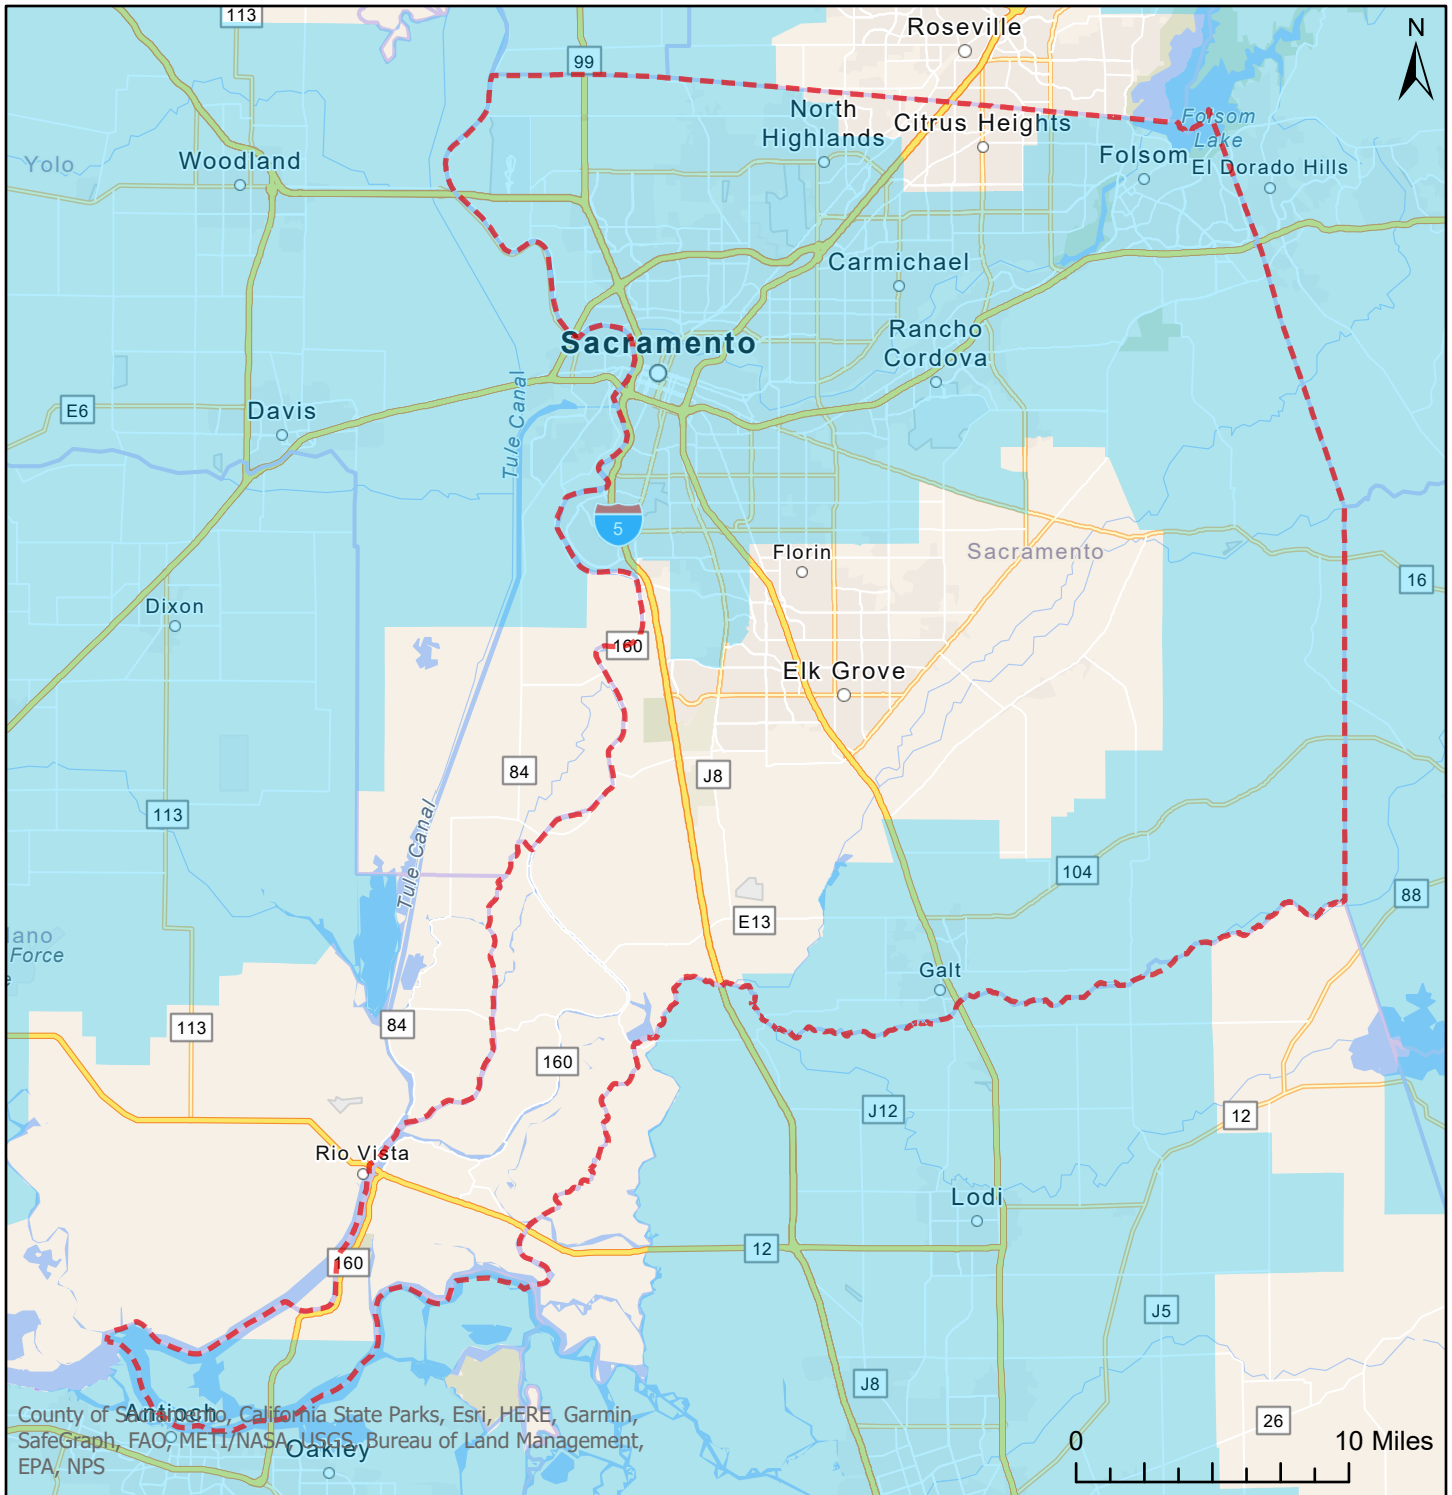 113
Roseville
N
99
North
Highlands
Citrus Heights
Folsom
Lake
Yolo
Woodland
Folsom
El Dorado Hills
Carmichael
Rancho
Cordova
Sacramento
E6
Davis
Tule Canal
5
Florin
Sacramento
16
Dixon
160
Elk Grove
84
J8
113
Tule Canal
104
88
E13
lano
Force
e
Galt
113
84
160
J12
12
Rio Vista
Lodi
12
160
J5
J8
Antioch
26
County of Sacramento, California State Parks, Esri, HERE, Garmin,
SafeGraph, FAO, METI/NASA, USGS, Bureau of Land Management,
EPA, NPS
Oakley
0 10 Miles